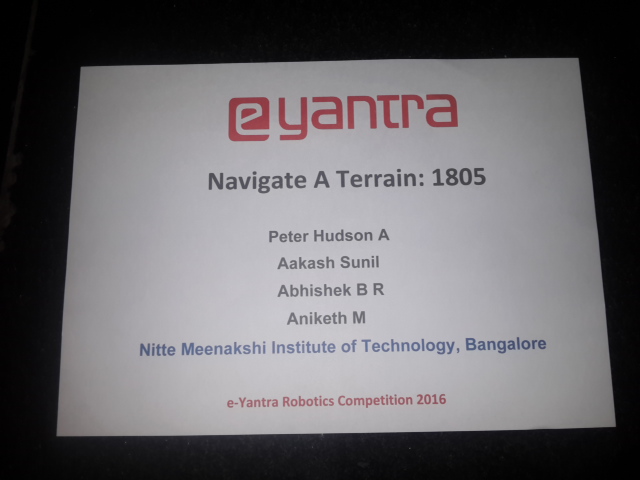 e yantra
Navigate A Terrain: 1805
Peter Hudson A
Aakash Sunil
Abhishek B R
Aniketh M
Nitte Meenakshi Institute of Technology, Bangalore
e-Yantra Robotics Competition 2016